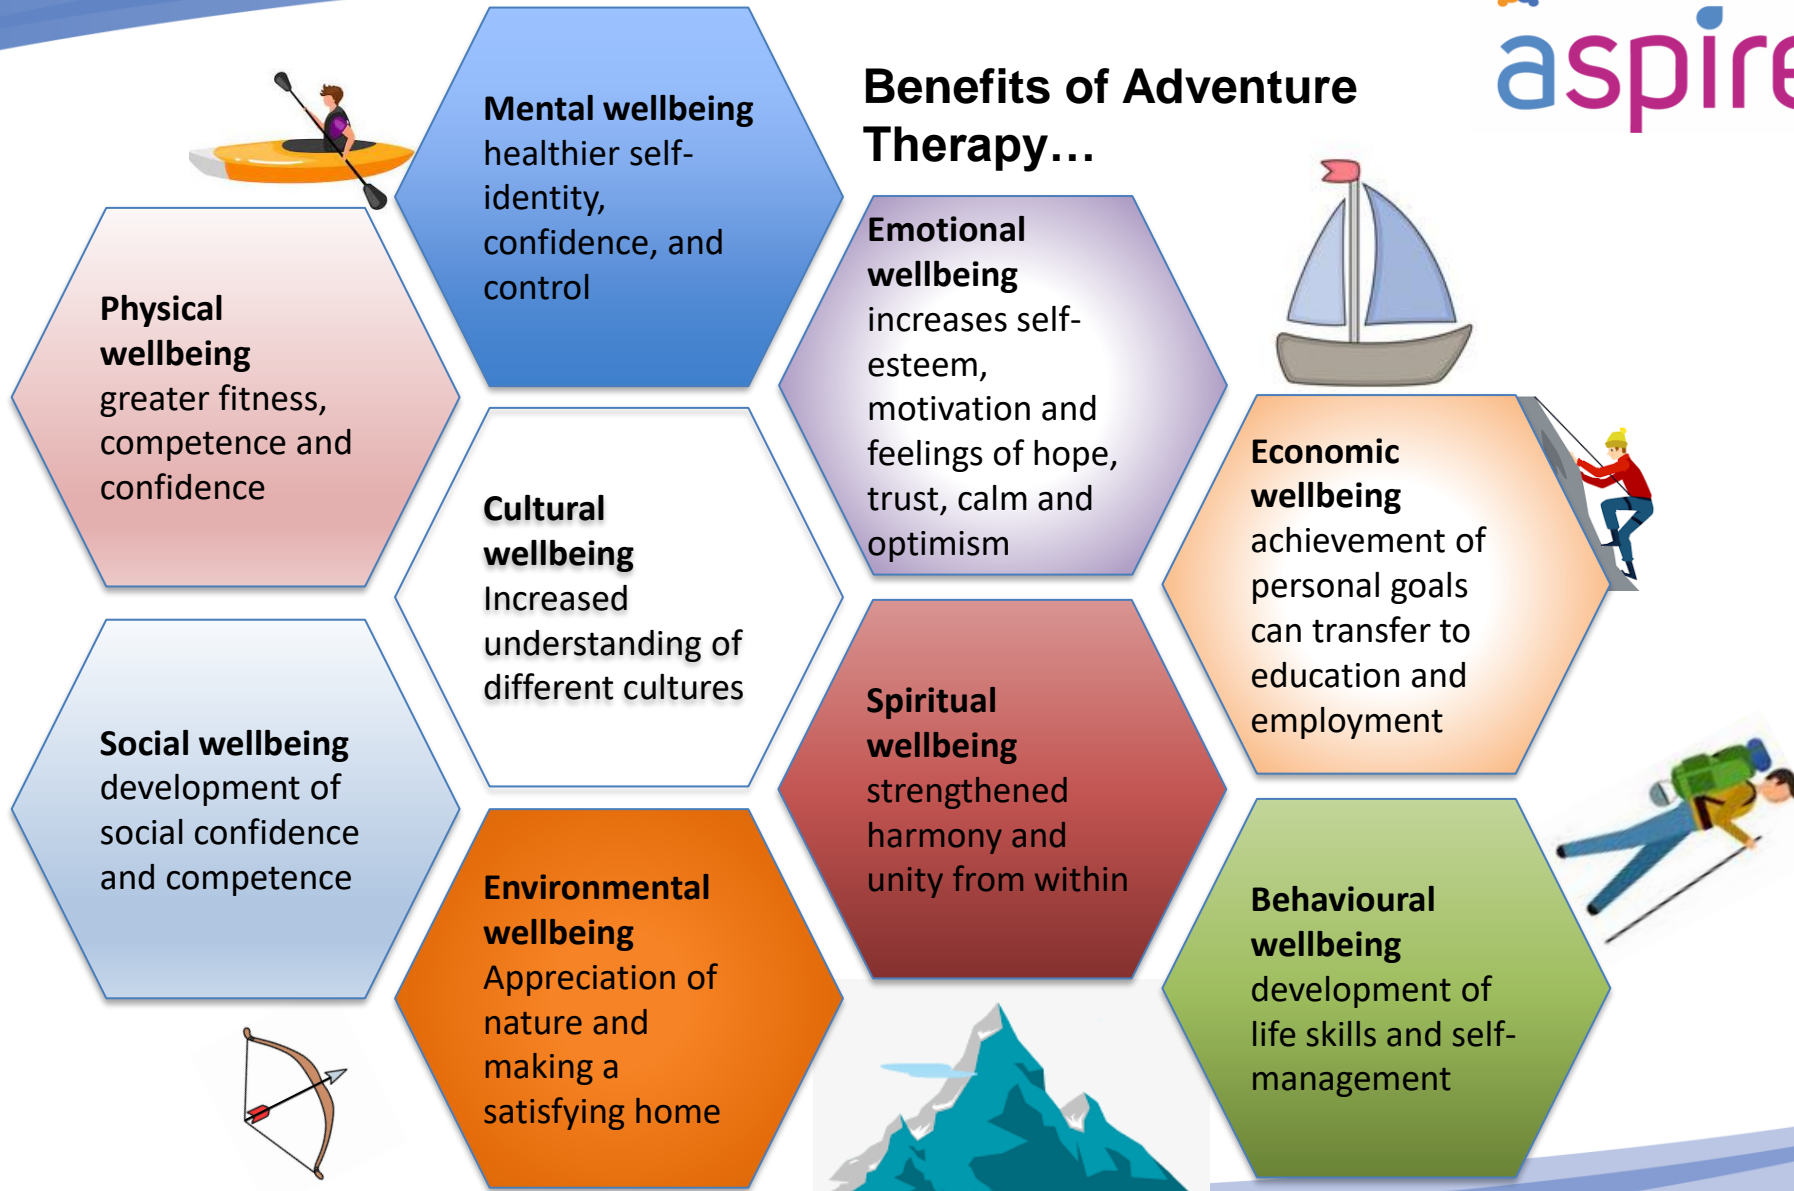 aspire
Benefits of Adventure
Therapy…
Mental wellbeing
healthier self-
identity,
confidence, and
control
Physical
wellbeing
greater fitness,
competence and
confidence
Emotional
wellbeing
increases self-
esteem,
motivation and
feelings of hope,
trust, calm and
optimism
Cultural
wellbeing
Increased
understanding of
different cultures
Economic
wellbeing
achievement of
personal goals
can transfer to
education and
employment
Social wellbeing
development of
social confidence
and competence
Spiritual
wellbeing
strengthened
harmony and
unity from within
Environmental
wellbeing
Appreciation of
nature and
making a
satisfying home
Behavioural
wellbeing
development of
life skills and self-
management